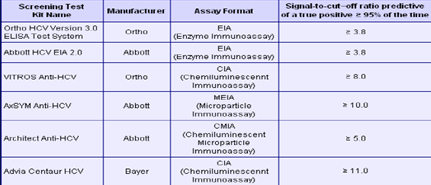 Screening Test
Kit Name
Manufacturer
Assay Format
Signal-to-cut–off ratio predictive
of a true positive ≥ 95% of the time
Ortho HCV Version 3.0
ELISA Test System
Ortho
EIA
(Enzyme Immunoassay)
≥ 3.8
Abbott HCV EIA 2.0
Abbott
EIA
(Enzyme Immunoassay)
≥ 3.8
VITROS Anti-HCV
Ortho
CIA
(Chemiluminescennt
Immunoassay)
≥ 8.0
AxSYM Anti-HCV
Abbott
MEIA
(Microparticle
Immunoassay)
≥ 10.0
Architect Anti-HCV
Abbott
CMIA
(Chemiluminescent
Microparticle
Immunoassay)
≥ 5.0
Advia Centaur HCV
Bayer
CIA
(Chemiluminescent
Immunoassay)
≥ 11.0